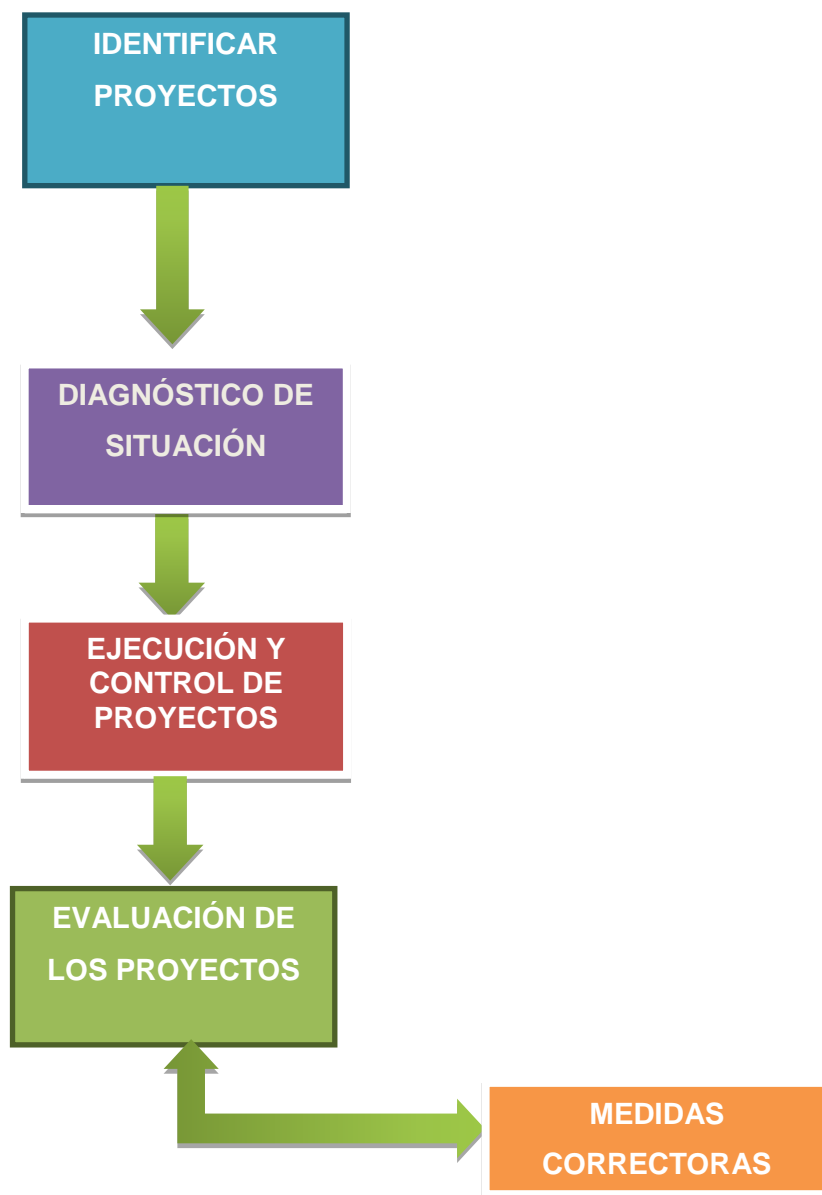 IDENTIFICAR
PROYECTOS
DIAGNÓSTICO DE
SITUACIÓN
EJECUCIÓN Y
CONTROL DE
PROYECTOS
EVALUACIÓN DE
LOS PROYECTOS
MEDIDAS
CORRECTORAS